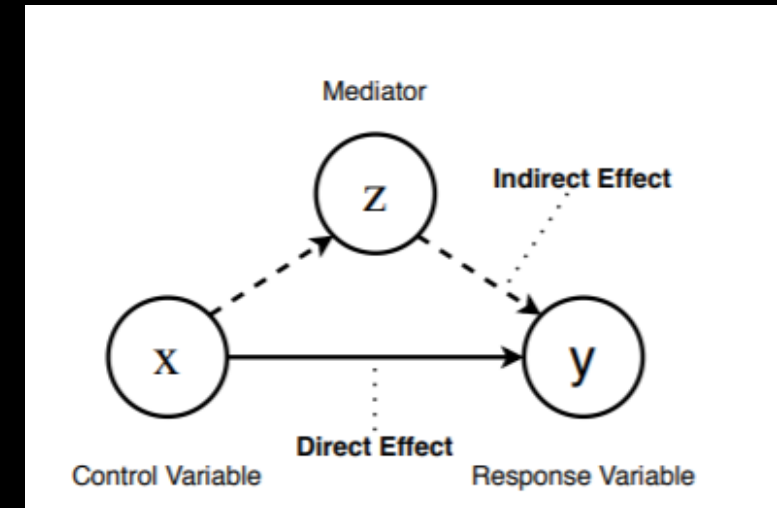 Mediator
z
Indirect Effect
x
y
Direct Effect
Control Variable
Response Variable